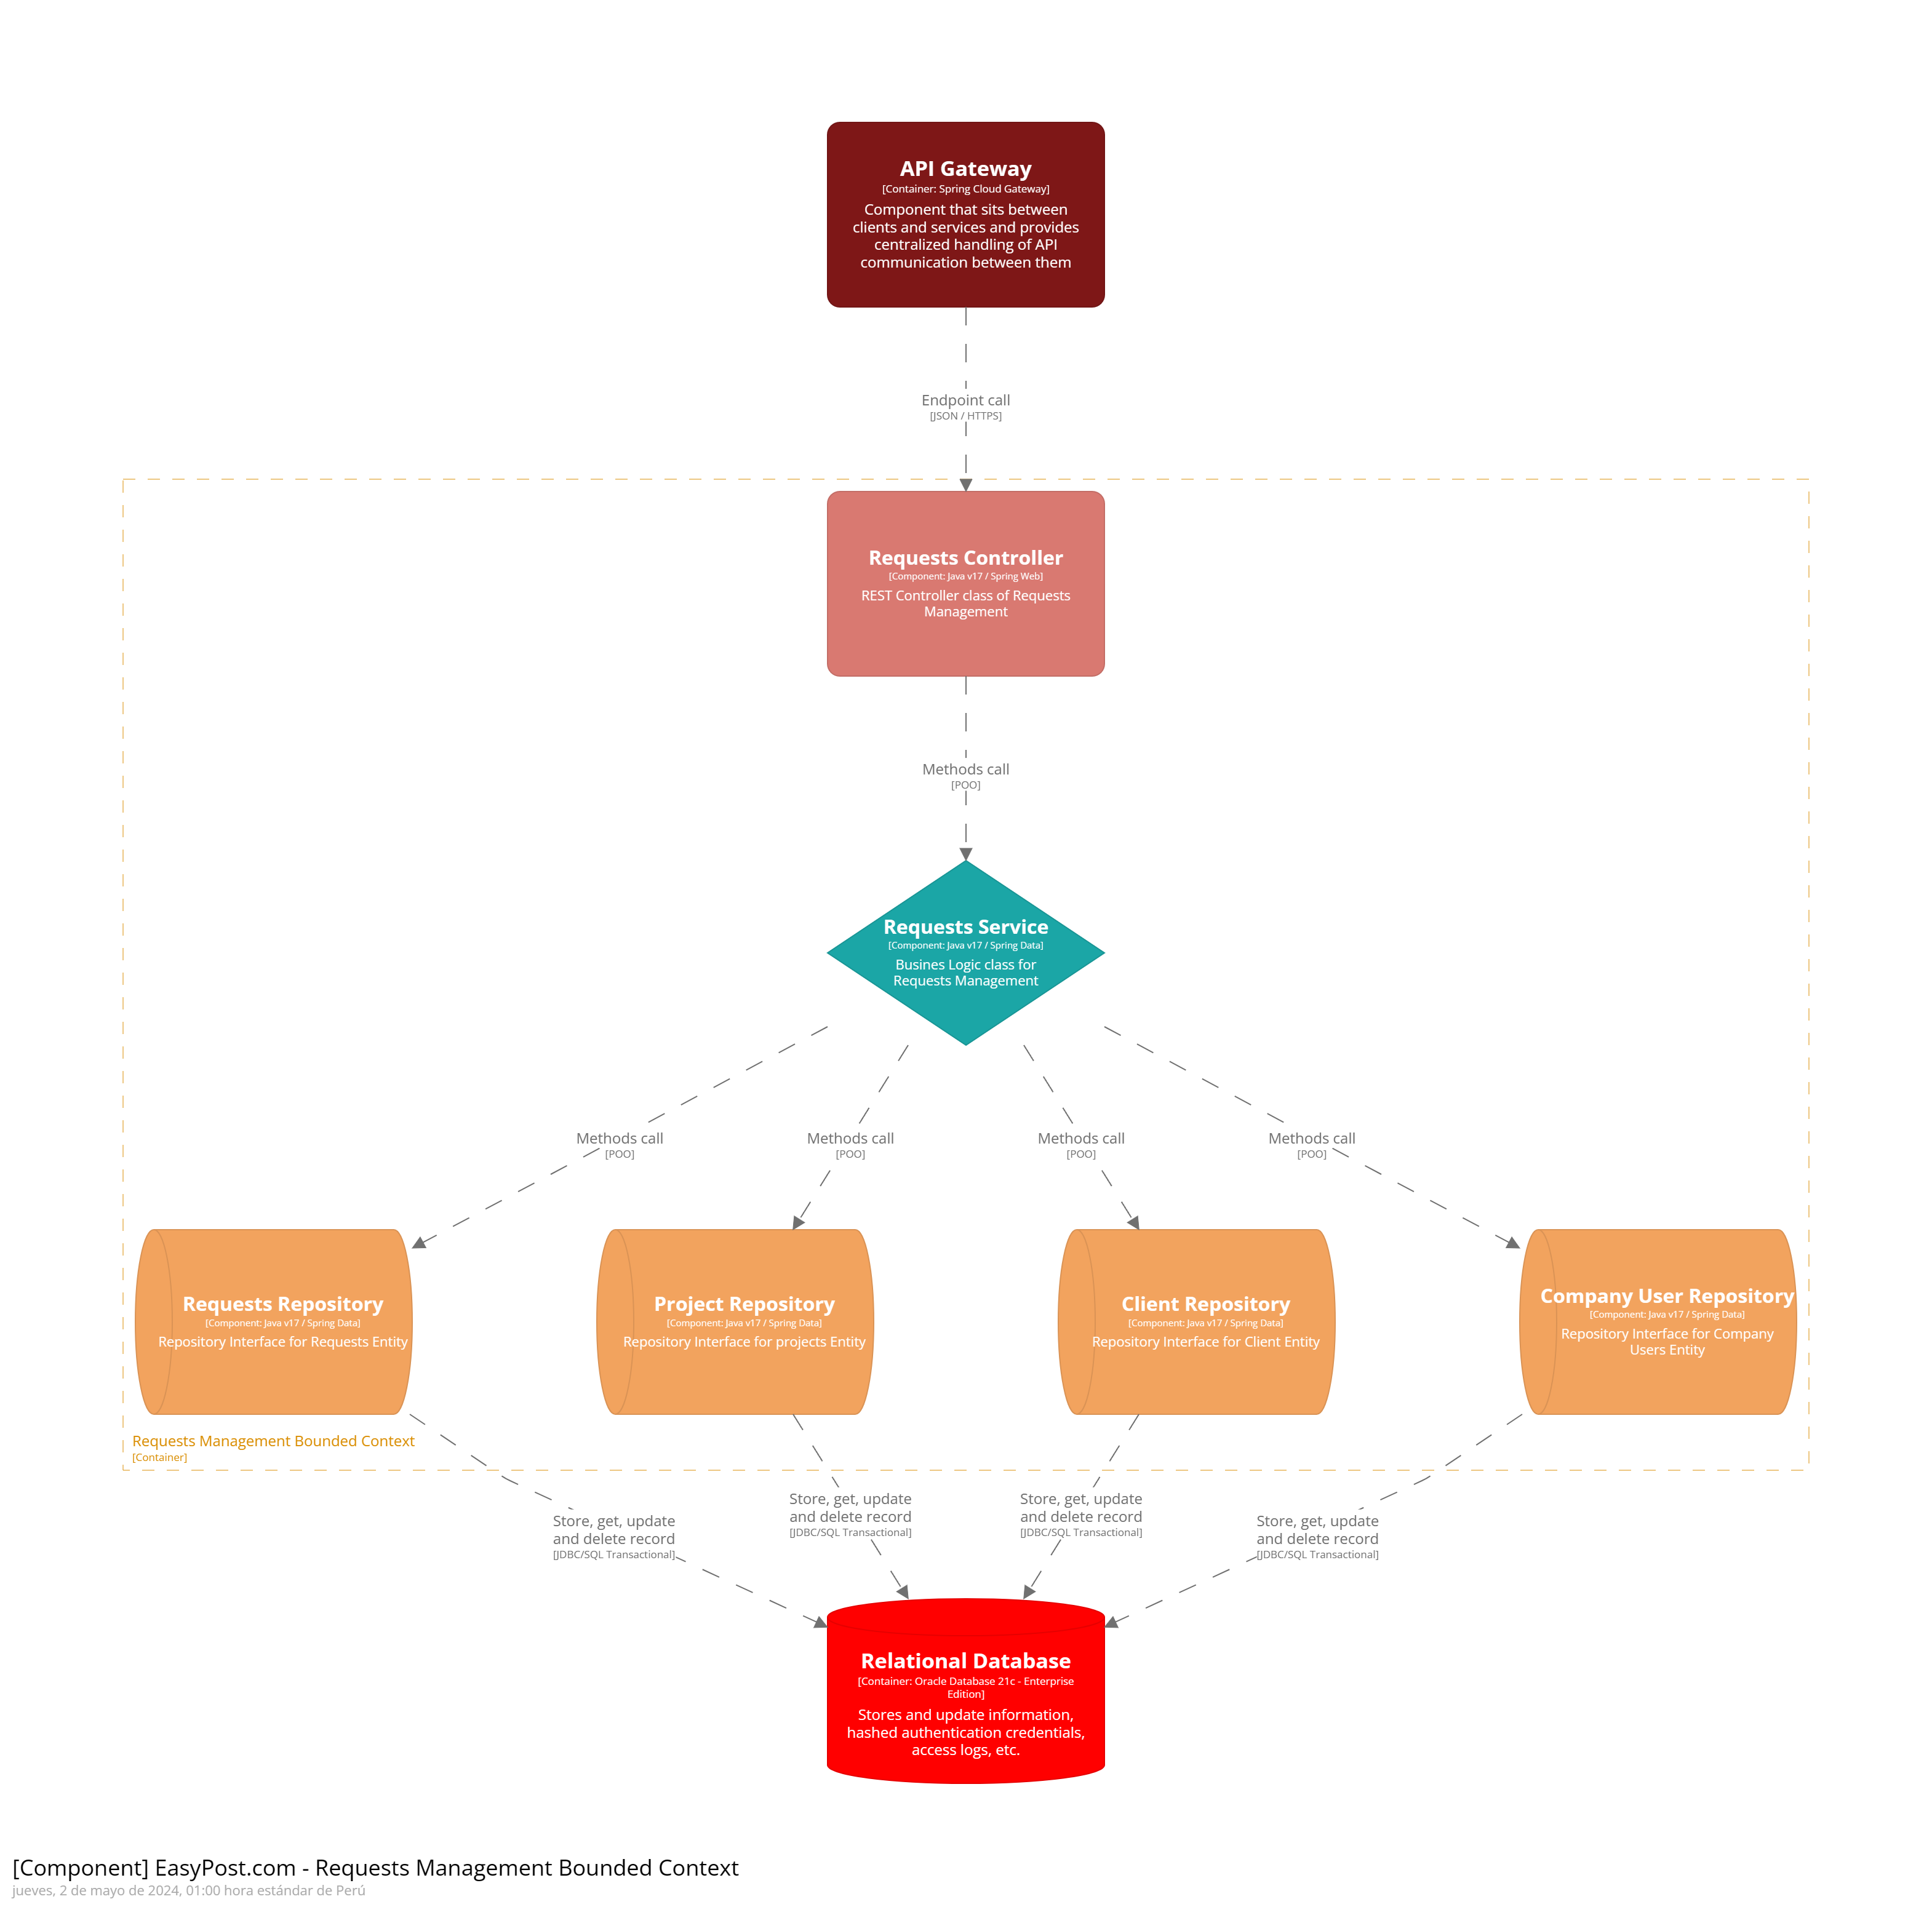 API Gateway
[Container: Spring Cloud Gateway]
Component that sits between
clients and services and provides
centralized handling of API
communication between them
Endpoint call
[JSON / HTTPS]
Requests Controller
[Component: Java v17 / Spring Web]
REST Controller class of Requests
Management
Methods call
[POO]
Requests Service
[Component: Java v17 / Spring Data]
Busines Logic class for
Requests Management
Methods call
[POO]
Methods call
[POO]
Methods call
[POO]
Methods call
[POO]
Requests Repository
[Component: Java v17 / Spring Data]
Repository Interface for Requests Entity
Project Repository
[Component: Java v17 / Spring Data]
Repository Interface for projects Entity
Client Repository
[Component: Java v17 / Spring Data]
Repository Interface for Client Entity
Company User Repository
[Component: Java v17 / Spring Data]
Repository Interface for Company
Users Entity
Requests Management Bounded Context
[Container]
Store, get, update
and delete record
[JDBC/SQL Transactional]
Store, get, update
and delete record
[JDBC/SQL Transactional]
Store, get, update
and delete record
[JDBC/SQL Transactional]
Store, get, update
and delete record
[JDBC/SQL Transactional]
Relational Database
[Container: Oracle Database 21c - Enterprise
Edition]
Stores and update information,
hashed authentication credentials,
access logs, etc.
[Component] EasyPost.com - Requests Management Bounded Context
jueves, 2 de mayo de 2024, 01:00 hora estándar de Perú